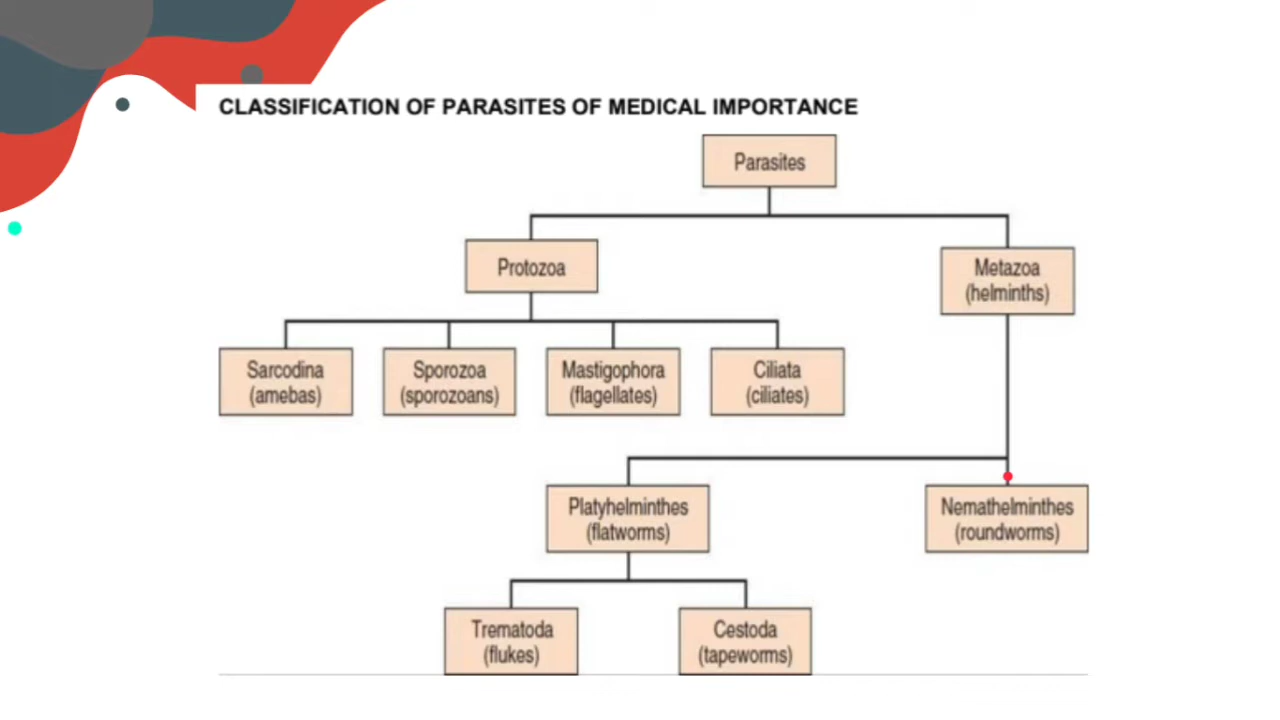 CLASSIFICATION OF PARASITES OF MEDICAL IMPORTANCE
Parasites
Protozoa
Metazoa
(helminths)
Sarcodina
(amebas)
Sporozoa
(sporozoans)
Mastigophora
(flagellates)
Ciliata
(ciliates)
Platyhelminthes
(flatworms)
Nemathelminthes
(roundworms)
Trematoda
(flukes)
Cestoda
(tapeworms)